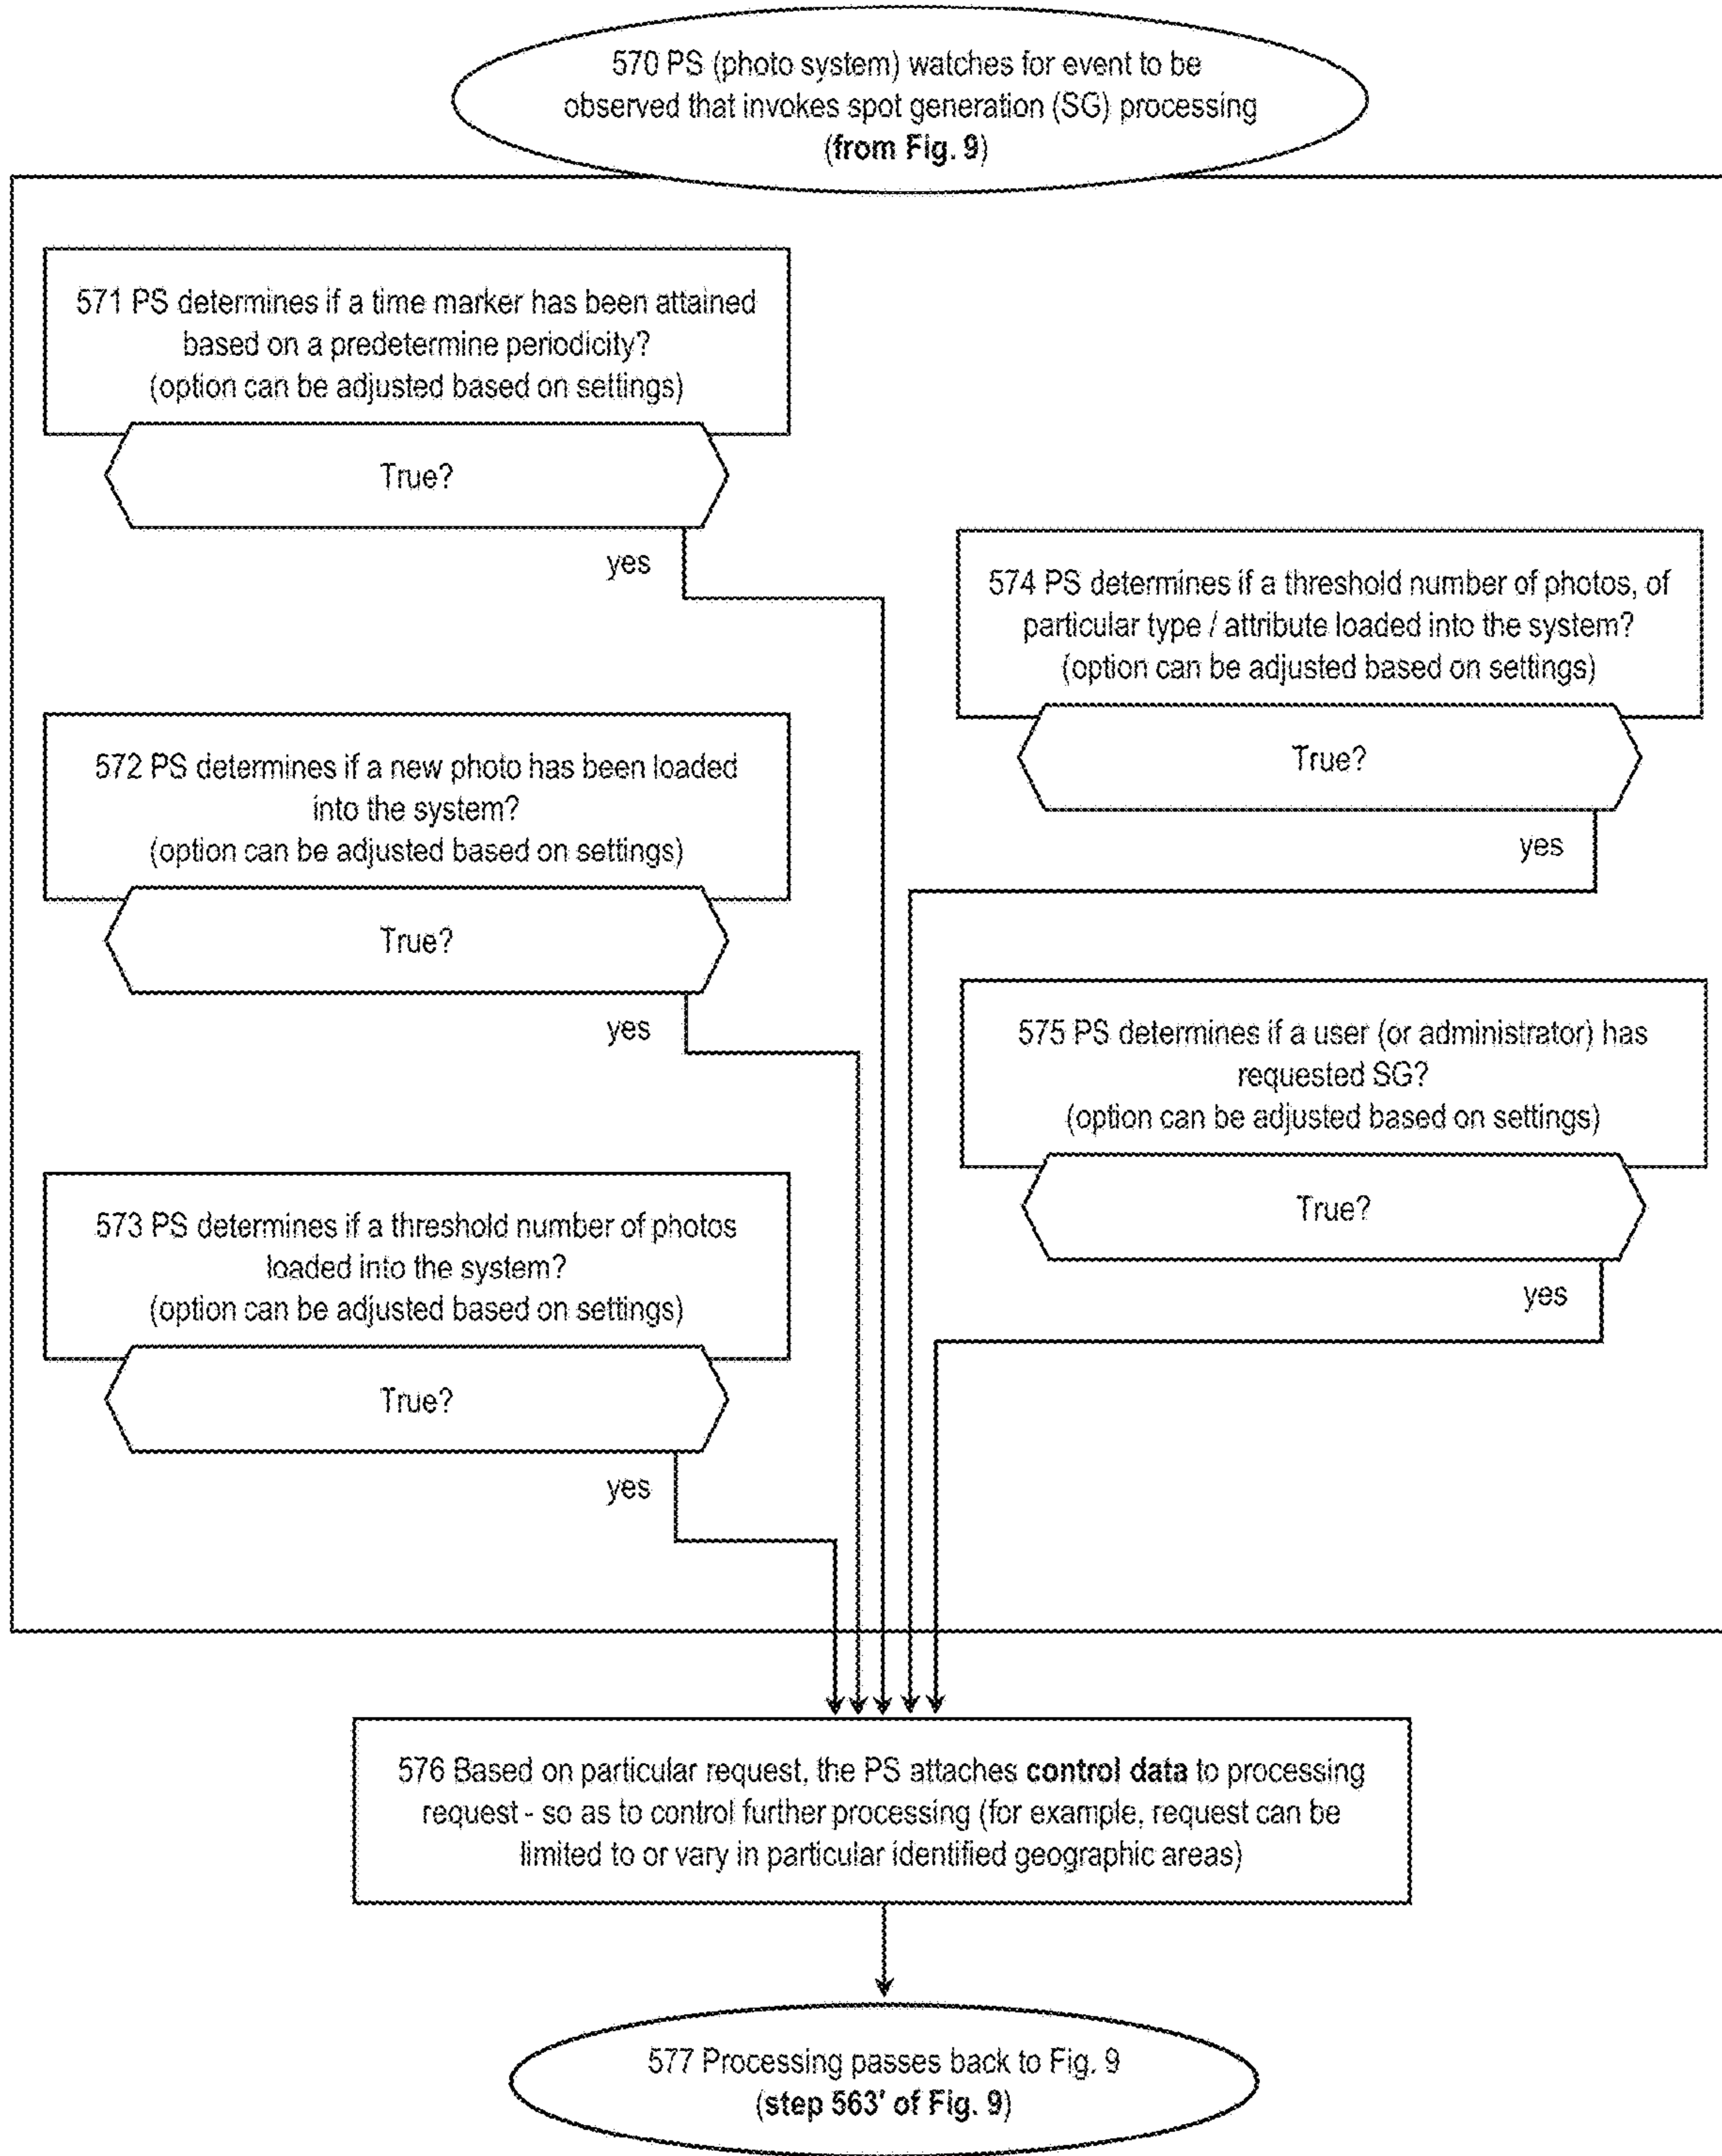 570 PS (photo system) watches for event to be
observed that invokes spot generation (SG) processing
(from Fig. 9)
571 PS determines if a time marker has been attained
based on a predetermine periodicity?
(option can be adjusted based on settings)
True?
yes
572 PS determines if a new photo has been loaded
into the system?
(option can be adjusted based on settings)
True?
yes
573 PS determines if a threshold number of photos
loaded into the system?
(option can be adjusted based on settings)
True?
yes
574 PS determines if a threshold number of photos, of
particular type / attribute loaded into the system?
(option can be adjusted based on settings)
True?
yes
575 PS determines if a user (or administrator) has
requested SG?
(option can be adjusted based on settings)
True?
yes
576 Based on particular request, the PS attaches control data to processing
request - so as to control further processing (for example, request can be
limited to or vary in particular identified geographic areas)
577 Processing passes back to Fig. 9
(step 563' of Fig. 9)